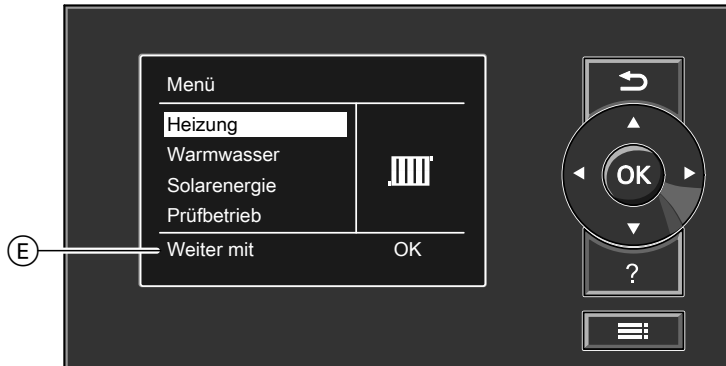 Menü
Heizung
Warmwasser
Solarenergie
Prüfbetrieb
Weiter mit OK
E
OK
?